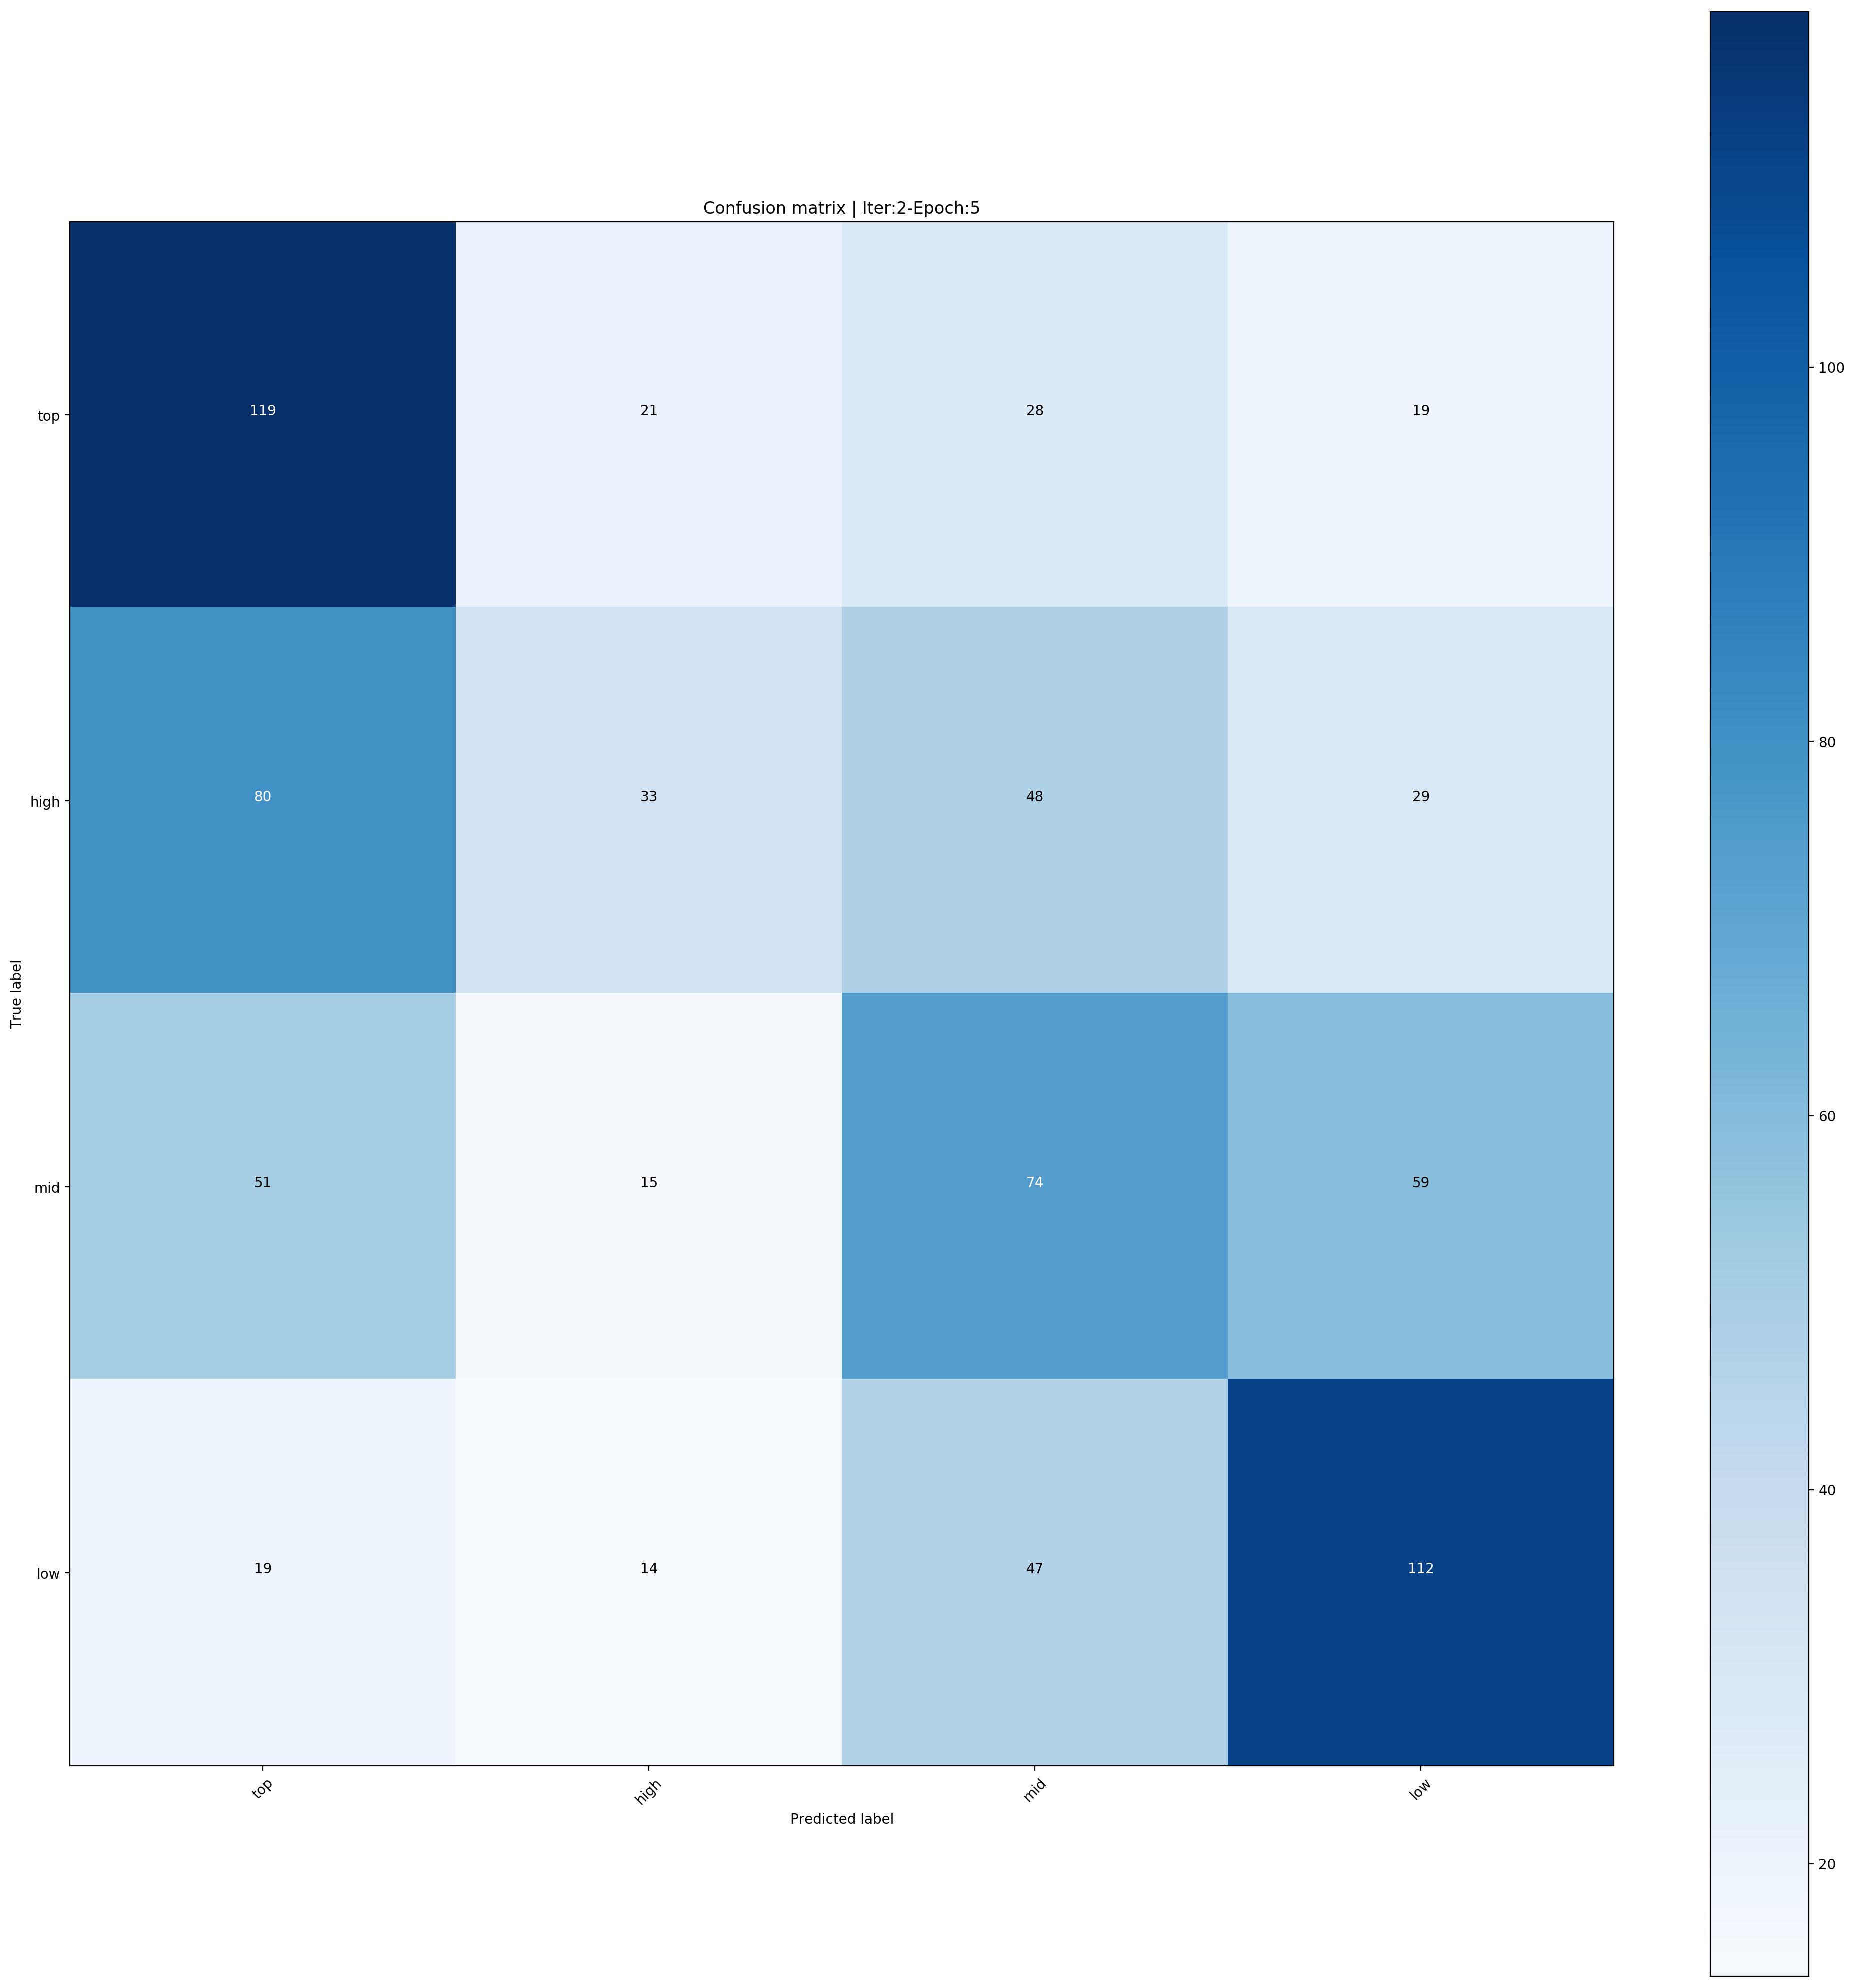 Confusion matrix | Iter:2-Epoch:5
True label
top 119 21 28 19
high 80 33 48 29
mid 51 15 74 59
low 19 14 47 112
top high mid low
Predicted label
100
80
60
40
20